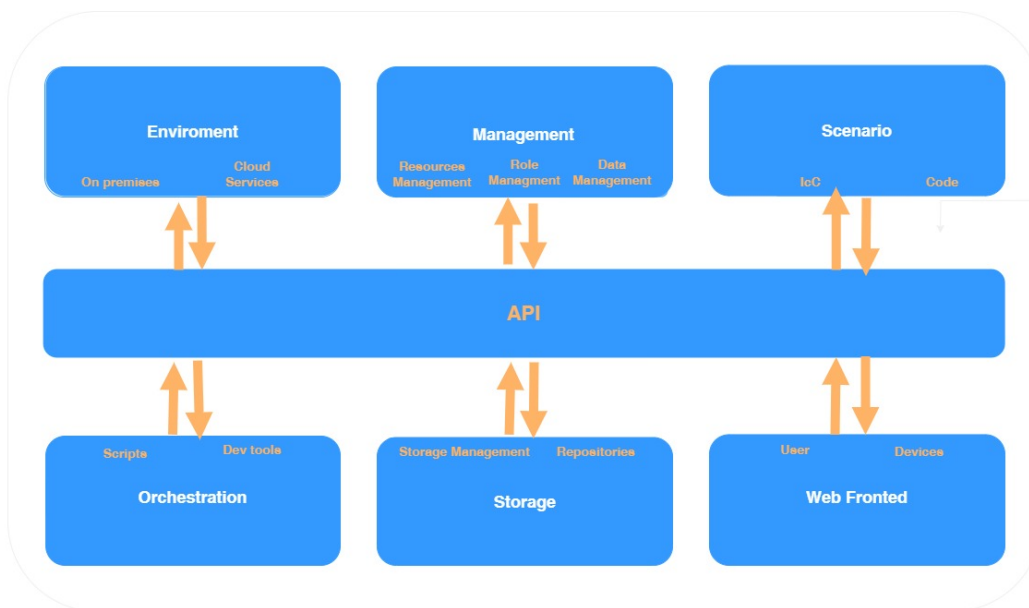 Enviroment
On premises
Cloud
Services
Management
Resources
Management
Role
Managment
Data
Management
Scenario
IcC
Code
API
Scripts
Dev tools
Orchestration
Storage Management
Repositories
Storage
User
Devices
Web Fronted